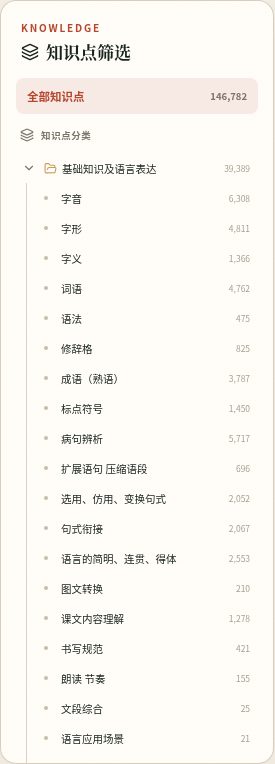 KNOWLEDGE
知识点筛选
全部知识点 146,782
知识点分类
基础知识及语言表达 39,389
字音 6,308
字形 4,811
字义 1,366
词语 4,762
语法 475
修辞格 825
成语（熟语） 3,787
标点符号 1,450
病句辨析 5,717
扩展语句 压缩语段 696
选用、仿用、变换句式 2,052
句式衔接 2,067
语言的简明、连贯、得体 2,553
图文转换 210
课文内容理解 1,278
书写规范 421
朗读 节奏 155
文段综合 25
语言应用场景 21